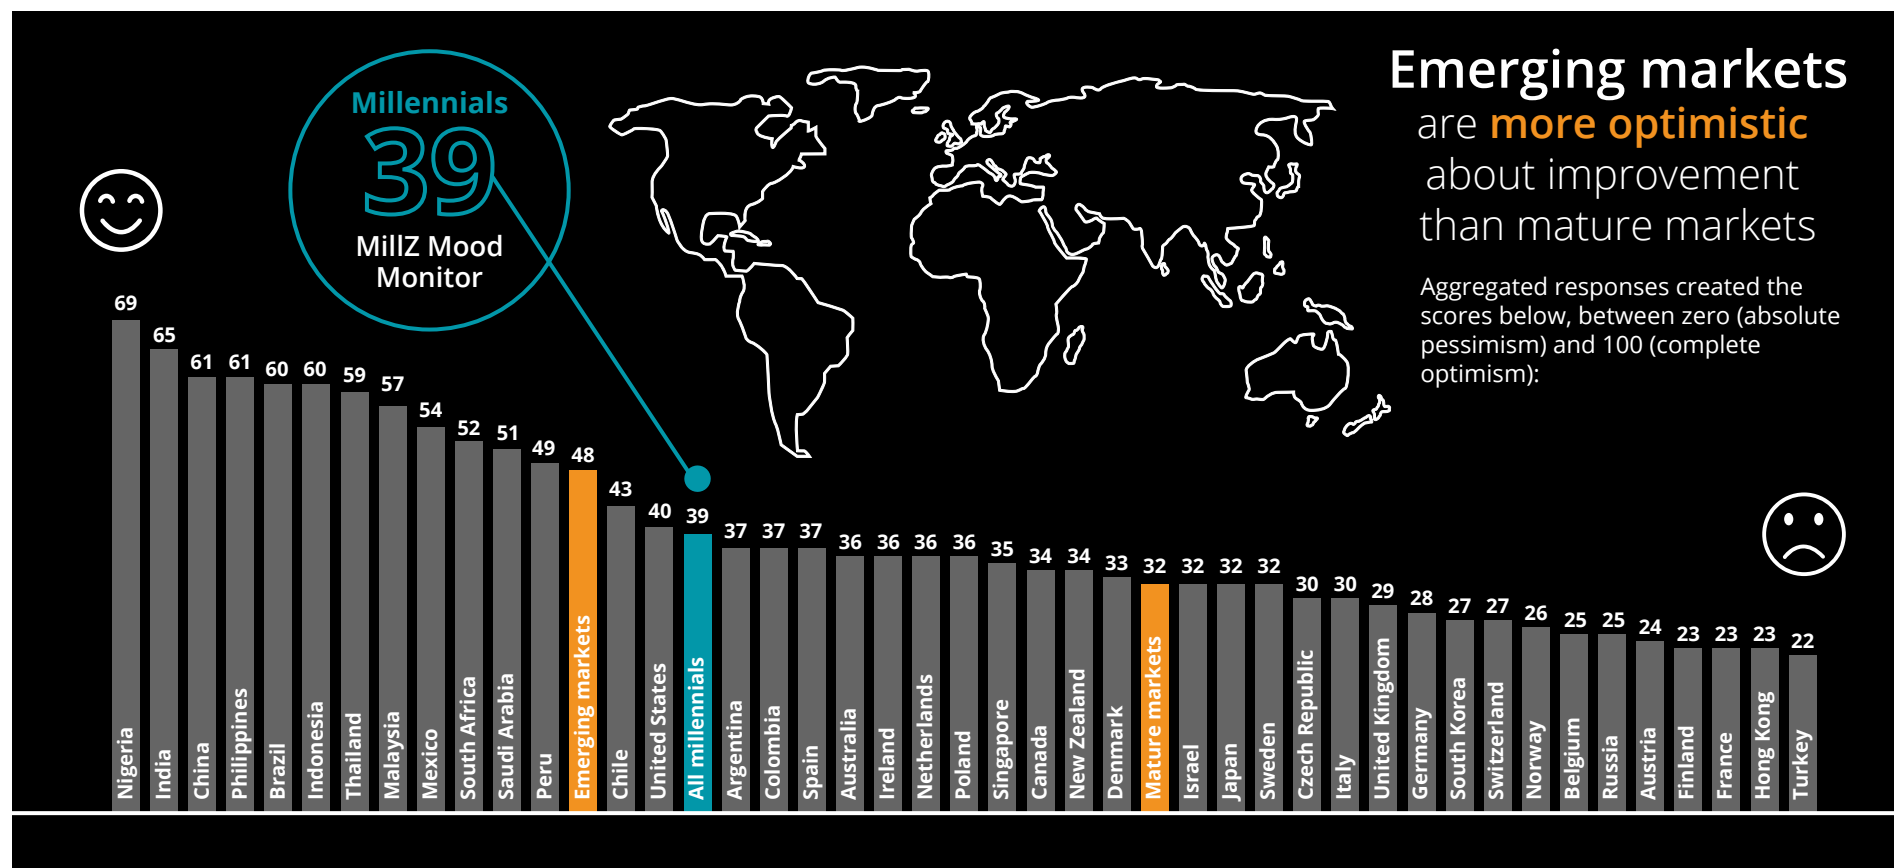 Millennials
39
MillZ Mood
Monitor
Emerging markets
are more optimistic
about improvement
than mature markets
Aggregated responses created the
scores below, between zero (absolute
pessimism) and 100 (complete
optimism):
69
Nigeria
65
India
61
China
61
Philippines
60
Brazil
60
Indonesia
59
Thailand
57
Malaysia
54
Mexico
52
South Africa
51
Saudi Arabia
49
Peru
48
Emerging markets
43
Chile
40
United States
39
All millennials
37
Argentina
37
Colombia
37
Spain
36
Australia
36
Ireland
36
Netherlands
36
Poland
35
Singapore
34
Canada
34
New Zealand
33
Denmark
32
Mature markets
32
Israel
32
Japan
32
Sweden
30
Czech Republic
30
Italy
29
United Kingdom
28
Germany
27
South Korea
27
Switzerland
26
Norway
25
Belgium
25
Russia
24
Austria
23
Finland
23
France
23
Hong Kong
22
Turkey